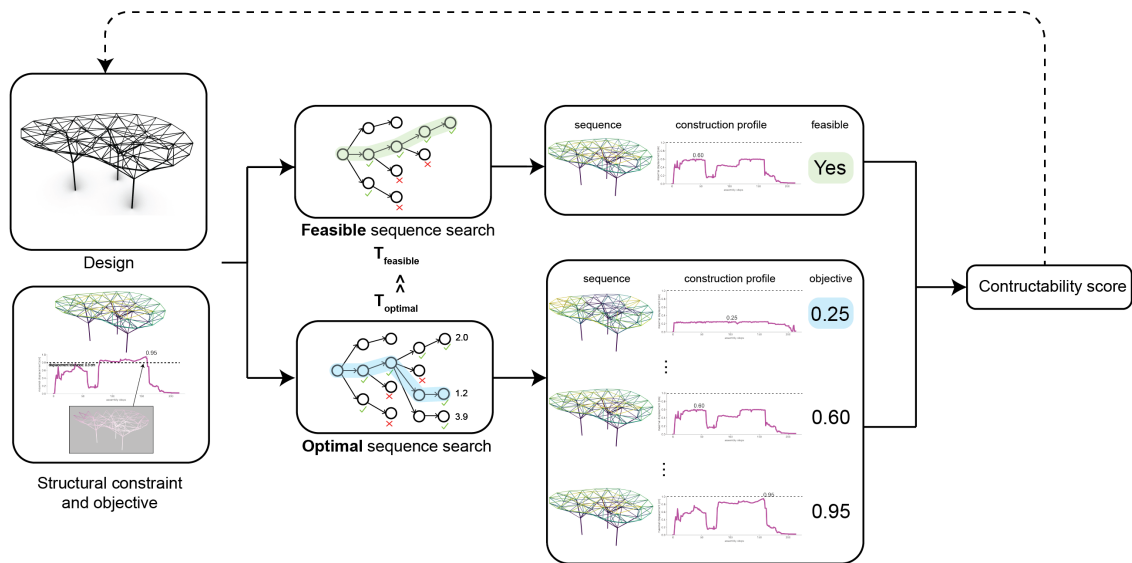 Design
0.95
Structural constraint
and objective
Feasible sequence search
T feasible
<<
T optimal
2.0
1.2
3.9
Optimal sequence search
sequence construction profile feasible
0.60
Yes
sequence construction profile objective
0.25
0.25
0.60
0.60
0.95
0.95
Contructability score